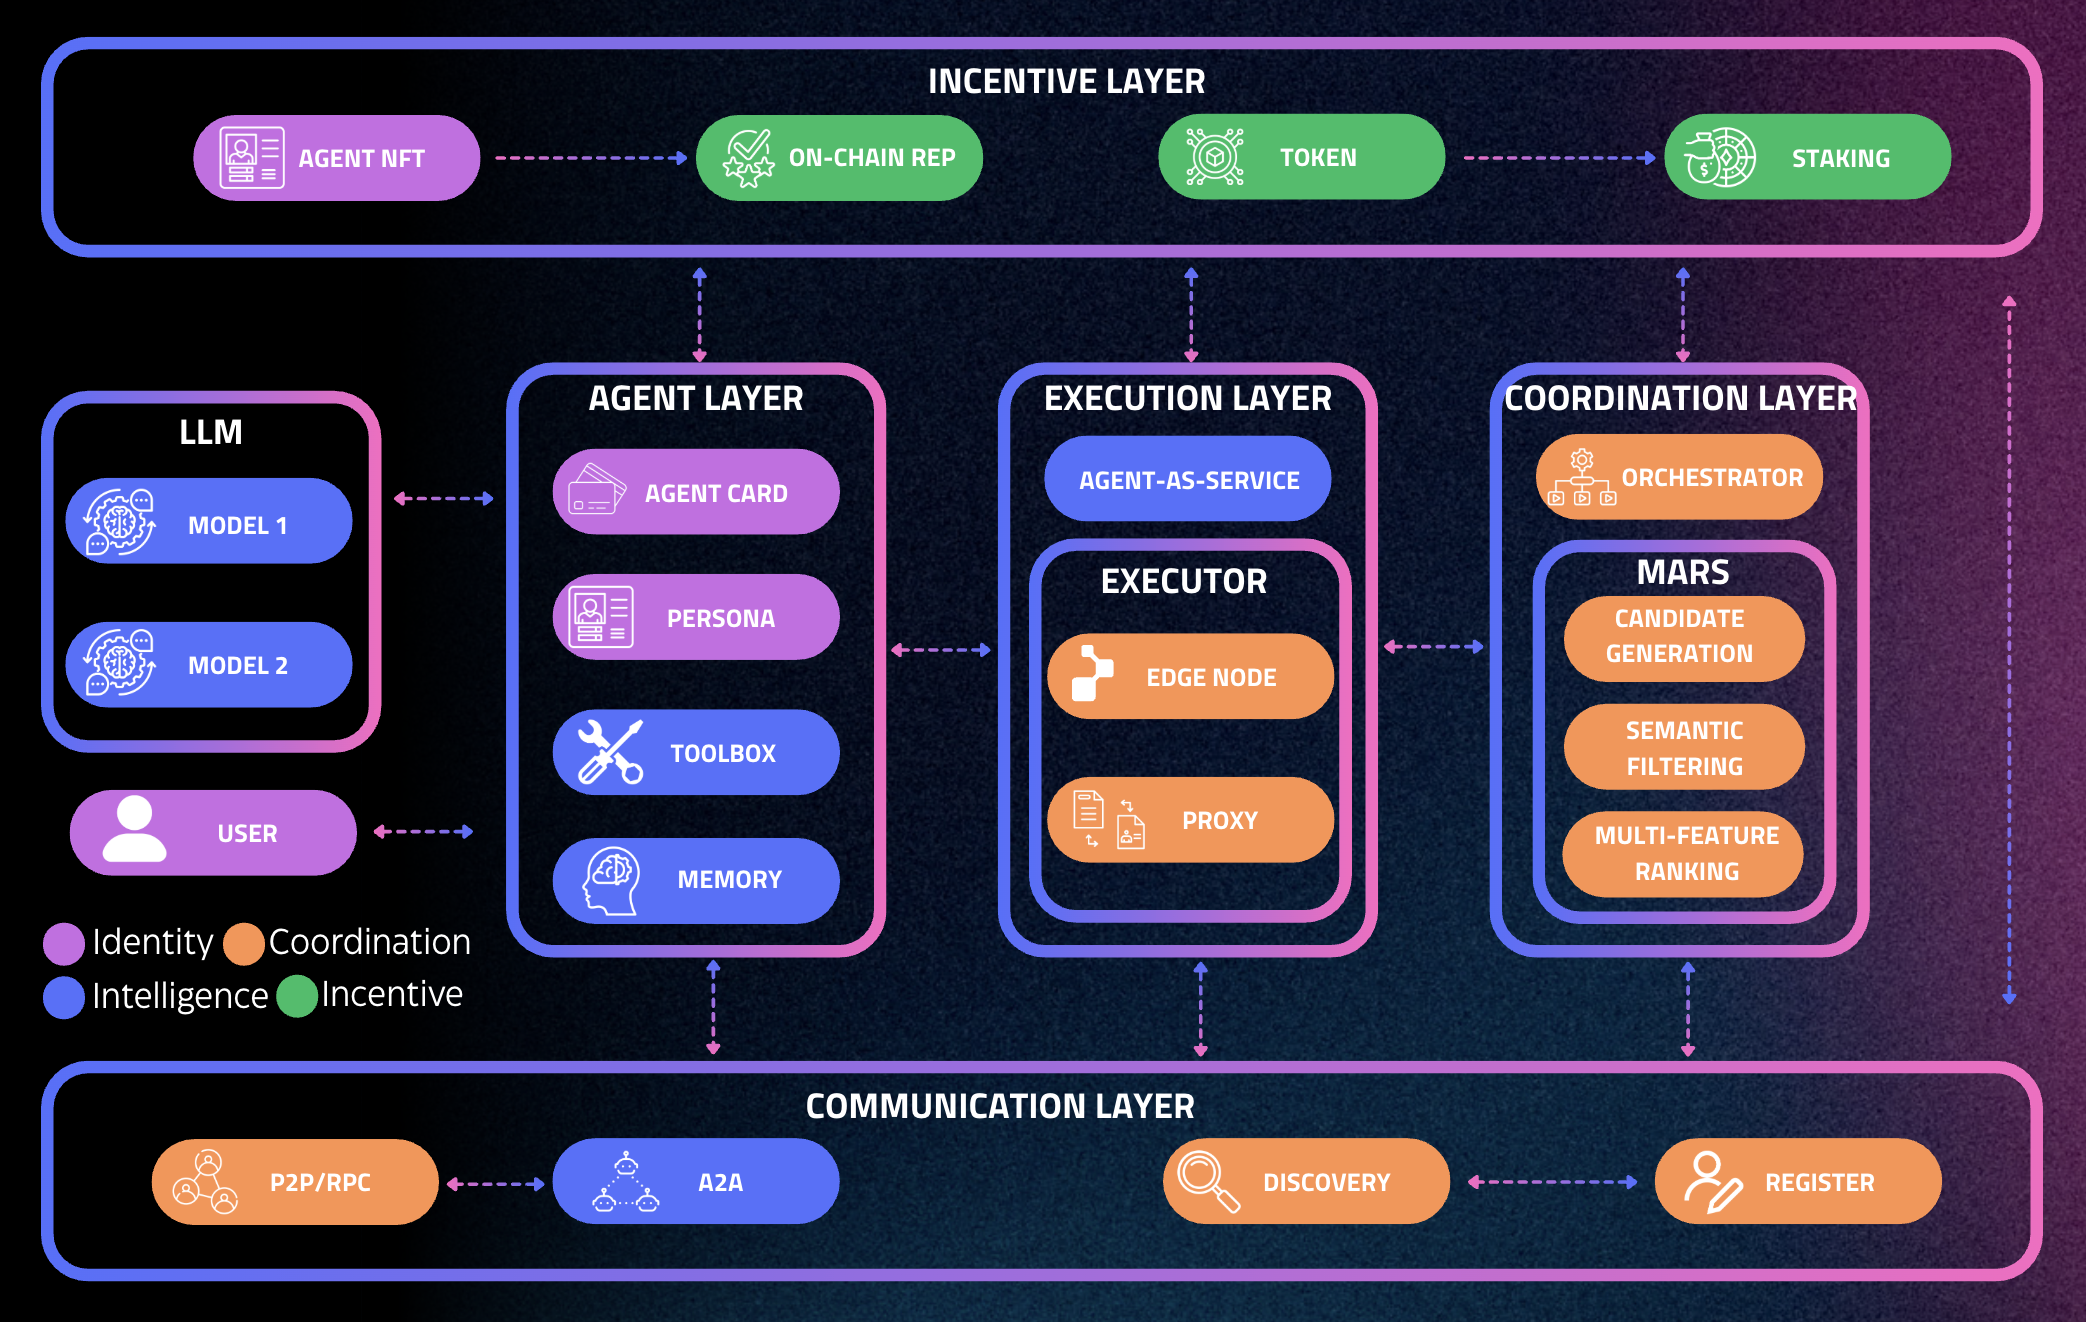 INCENTIVE LAYER
AGENT NFT
ON-CHAIN REP
TOKEN
STAKING
LLM
MODEL 1
MODEL 2
USER
AGENT LAYER
AGENT CARD
PERSONA
TOOLBOX
MEMORY
EXECUTION LAYER
AGENT-AS-SERVICE
EXECUTOR
EDGE NODE
PROXY
COORDINATION LAYER
ORCHESTRATOR
MARS
CANDIDATE
GENERATION
SEMANTIC
FILTERING
MULTI-FEATURE
RANKING
Identity
Coordination
Intelligence
Incentive
COMMUNICATION LAYER
P2P/RPC
A2A
DISCOVERY
REGISTER